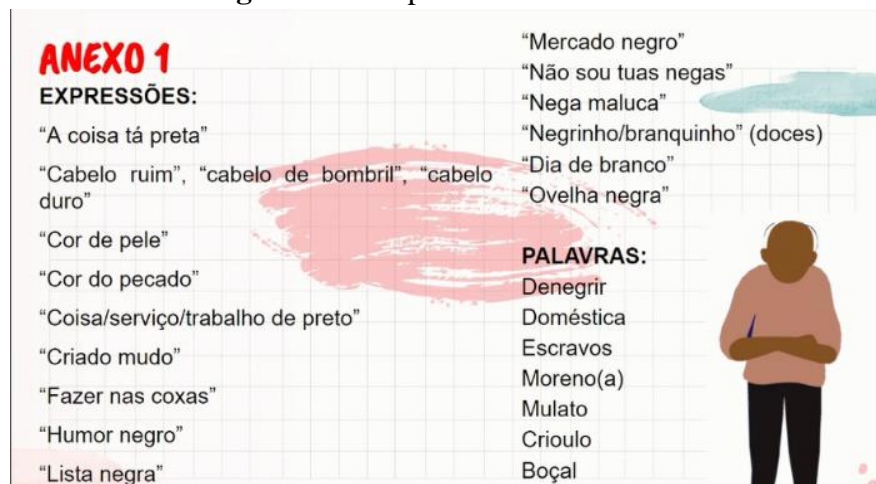 ANEXO 1
EXPRESSÕES:
“A coisa tá preta”
“Cabelo ruim”, “cabelo de bombril”, “cabelo
duro”
“Cor de pele”
“Cor do pecado”
“Coisa/serviço/trabalho de preto”
“Criado mudo”
“Fazer nas coxas”
“Humor negro”
“Lista negra”
“Mercado negro”
“Não sou tuas negas”
“Nega maluca”
“Negrinho/branquinho” (doces)
“Dia de branco”
“Ovelha negra”
PALAVRAS:
Denegrir
Doméstica
Escravos
Moreno(a)
Mulato
Crioulo
Boçal